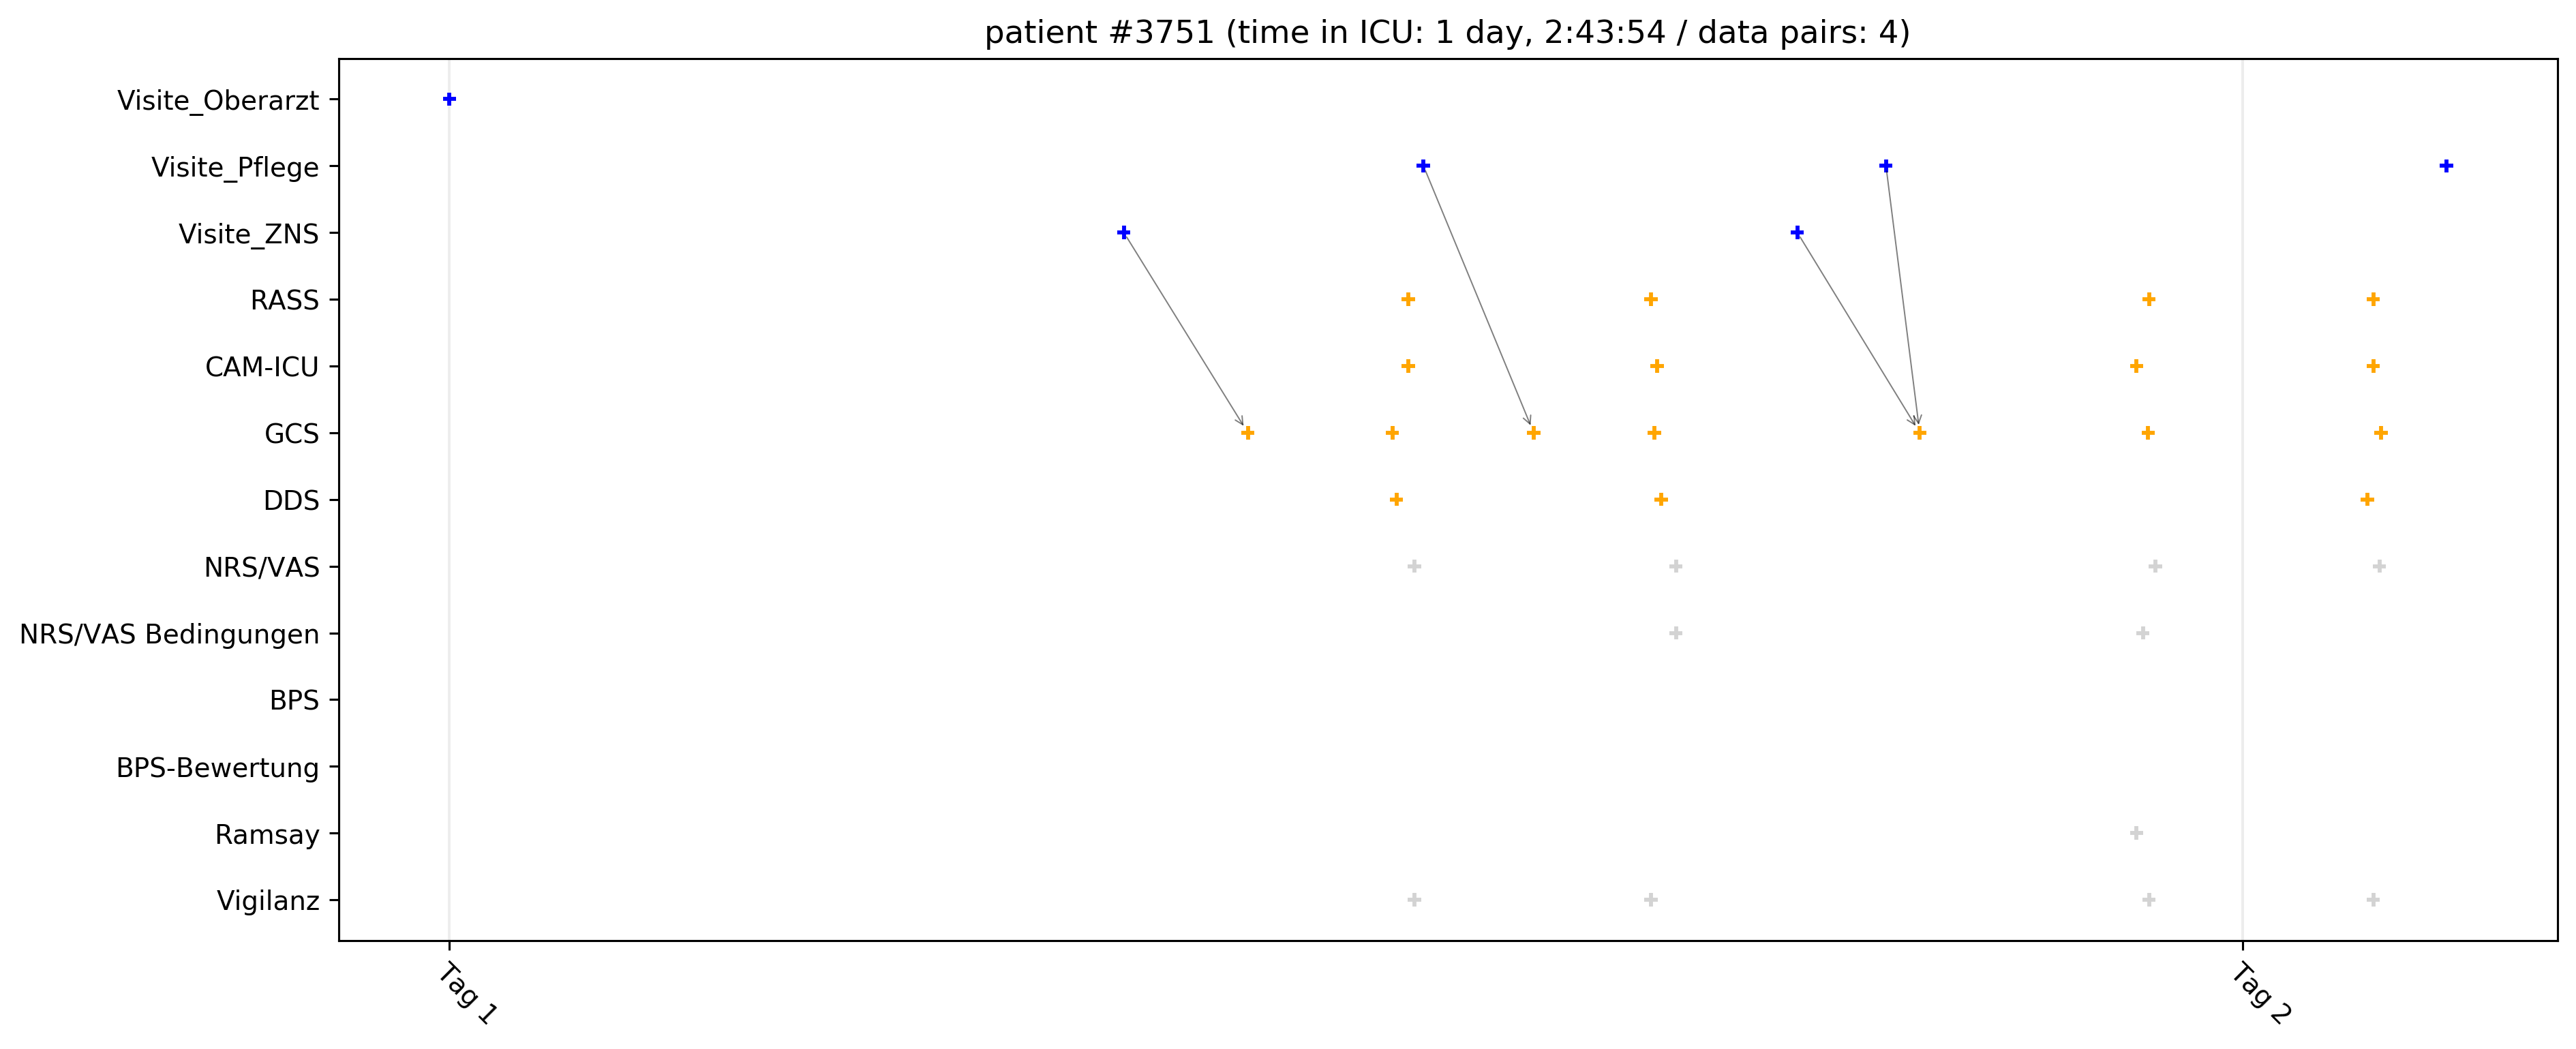 patient #3751 (time in ICU: 1 day, 2:43:54 / data pairs: 4)
Visite_Oberarzt
Visite_Pflege
Visite_ZNS
RASS
CAM-ICU
GCS
DDS
NRS/VAS
NRS/VAS Bedingungen
BPS
BPS-Bewertung
Ramsay
Vigilanz
Tag 1
Tag 2